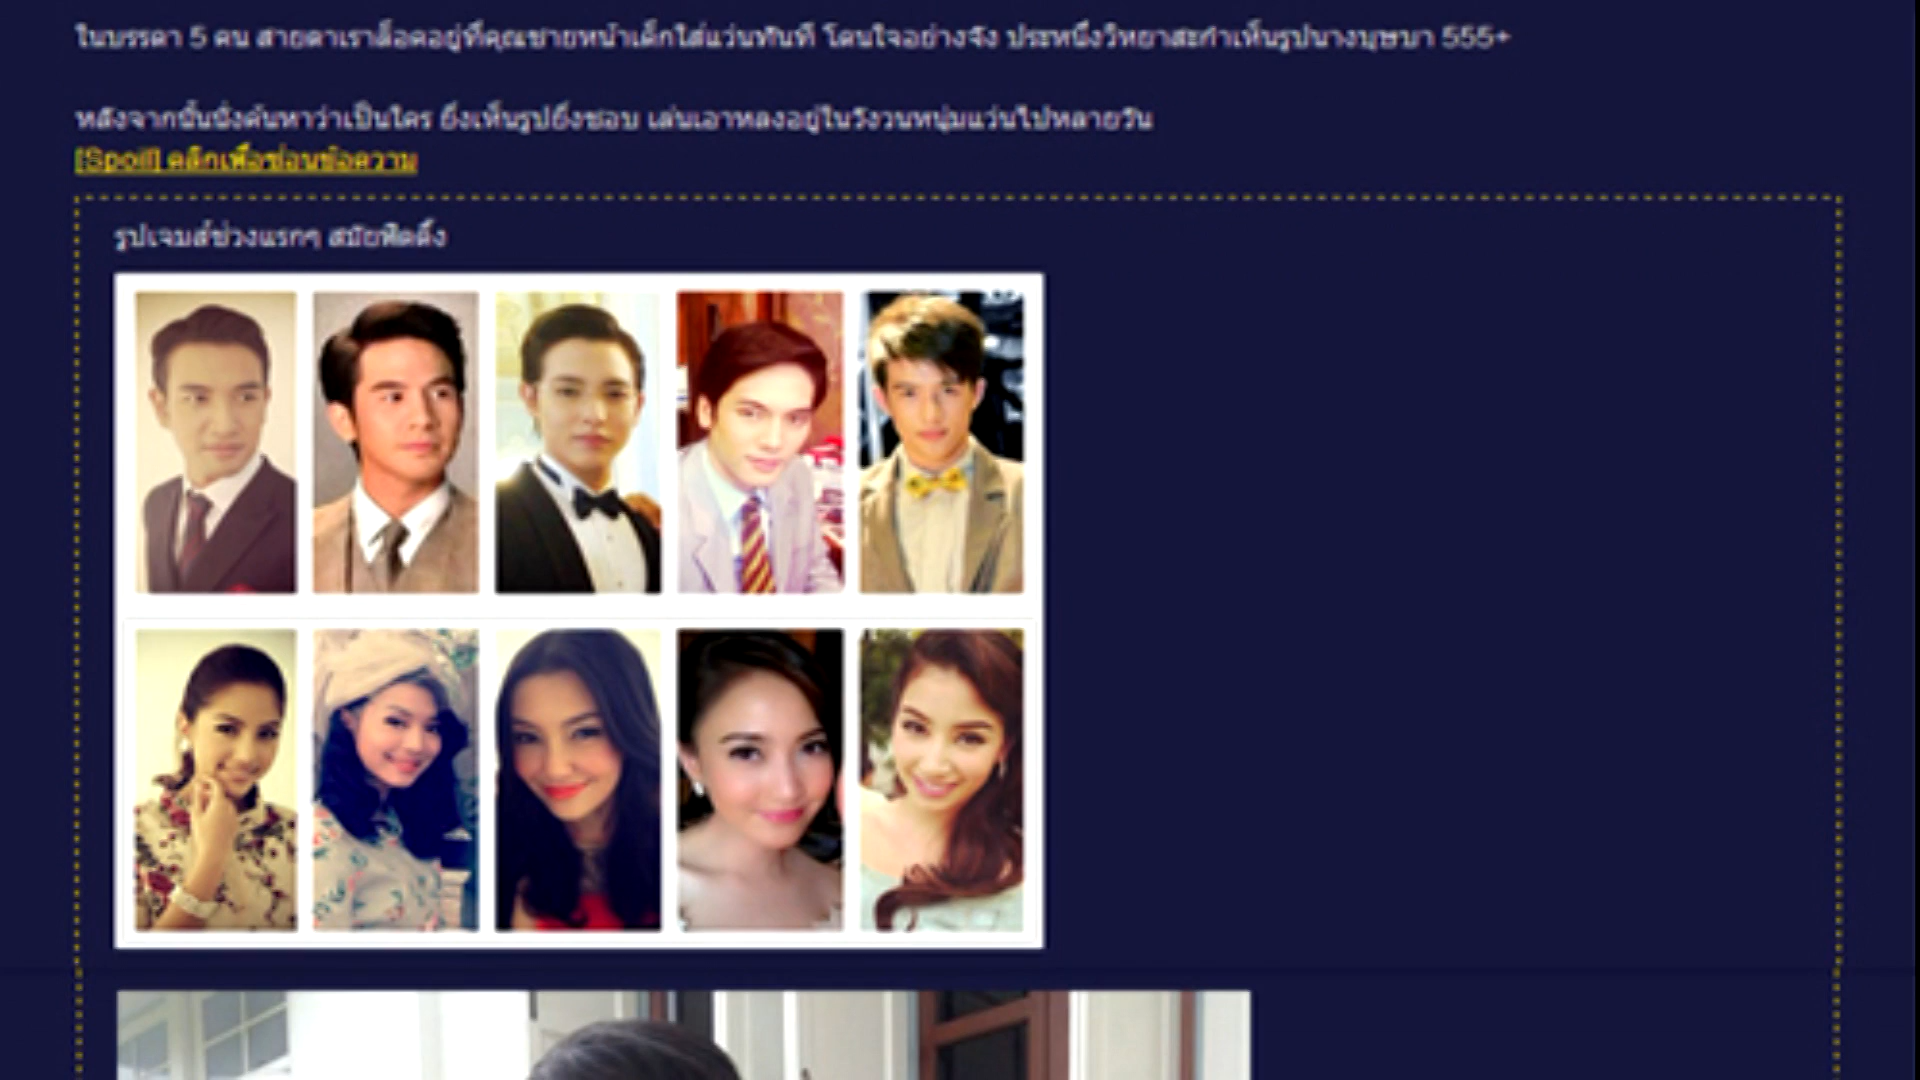 ในบรรดา 5 คน สายตาเราล็อคอยู่ที่คุณชายหน้าเด็กใส่แว่นทันที โดนใจอย่างจัง ประหนึ่งวิหยาสะกำเห็นรูปนางบุษบา 555+
หลังจากนั้นนั่งค้นหาว่าเป็นใคร ยิ่งเห็นรูปยิ่งชอบ เล่นเอาหลงอยู่ในวังวนหนุ่มแว่นไปหลายวัน
[Spoil] คลิกเพื่อซ่อนข้อความ
รูปเจมส์ช่วงแรกๆ สมัยฟิตติ้ง